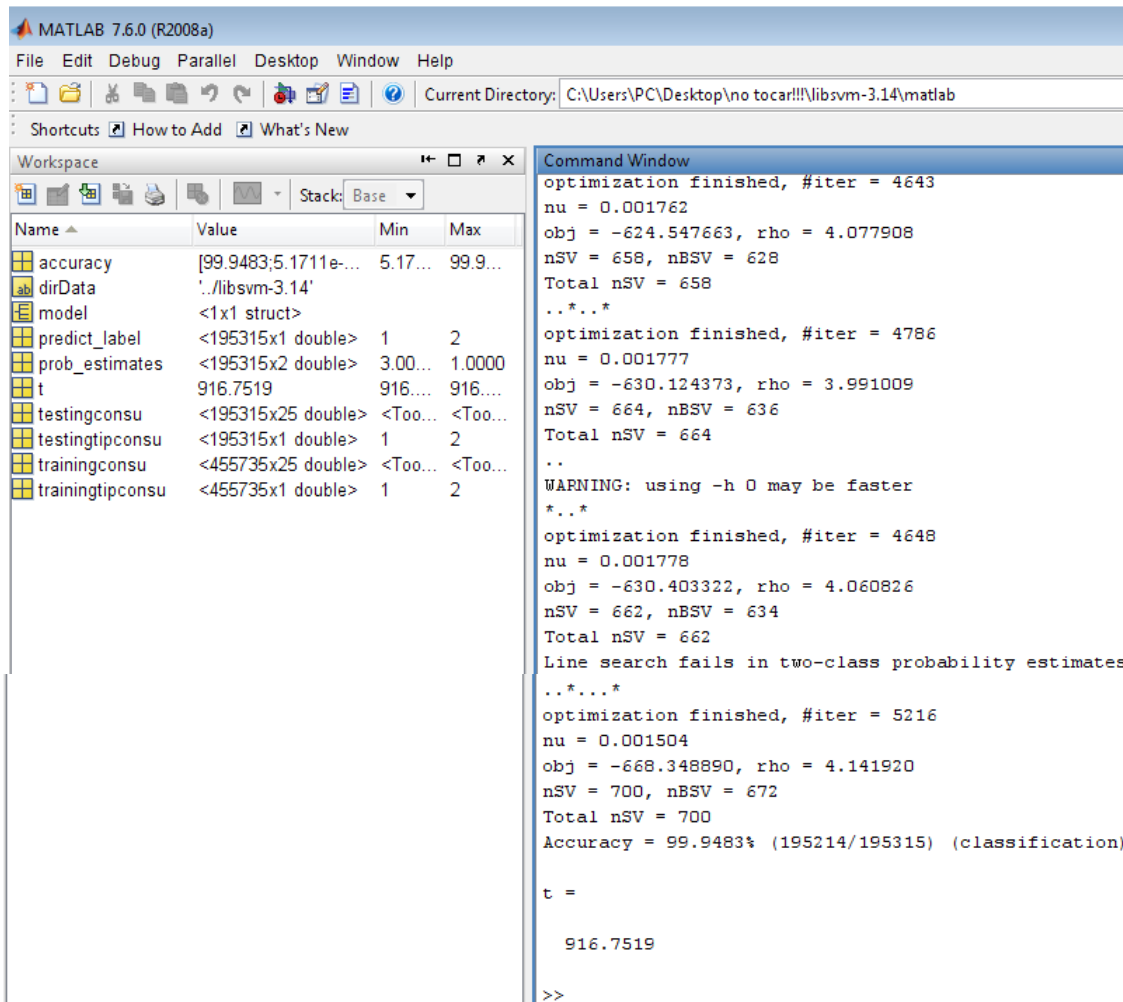 MATLAB 7.6.0 (R2008a)
File Edit Debug Parallel Desktop Window Help
Current Directory: C:\Users\PC\Desktop\no tocar!!!\libsvm-3.14\matlab
Shortcuts How to Add What's New
Workspace
Stack: Base
Name Value Min Max
accuracy [99.9483;5.1711e-... 5.17... 99.9...
ab dirData '../libsvm-3.14'
model <1x1 struct>
predict_label <195315x1 double> 1 2
prob_estimates <195315x2 double> 3.00... 1.0000
t 916.7519 916.... 916....
testingconsu <195315x25 double> <Too... <Too...
testingtipconsu <195315x1 double> 1 2
trainingconsu <455735x25 double> <Too... <Too...
trainingtipconsu <455735x1 double> 1 2
Command Window
optimization finished, #iter = 4643
nu = 0.001762
obj = -624.547663, rho = 4.077908
nSV = 658, nBSV = 628
Total nSV = 658
..*..*
optimization finished, #iter = 4786
nu = 0.001777
obj = -630.124373, rho = 3.991009
nSV = 664, nBSV = 636
Total nSV = 664
..
WARNING: using -h 0 may be faster
*..*
optimization finished, #iter = 4648
nu = 0.001778
obj = -630.403322, rho = 4.060826
nSV = 662, nBSV = 634
Total nSV = 662
Line search fails in two-class probability estimates
..*...*
optimization finished, #iter = 5216
nu = 0.001504
obj = -668.348890, rho = 4.141920
nSV = 700, nBSV = 672
Total nSV = 700
Accuracy = 99.9483% (195214/195315) (classification)
t =
916.7519
>>